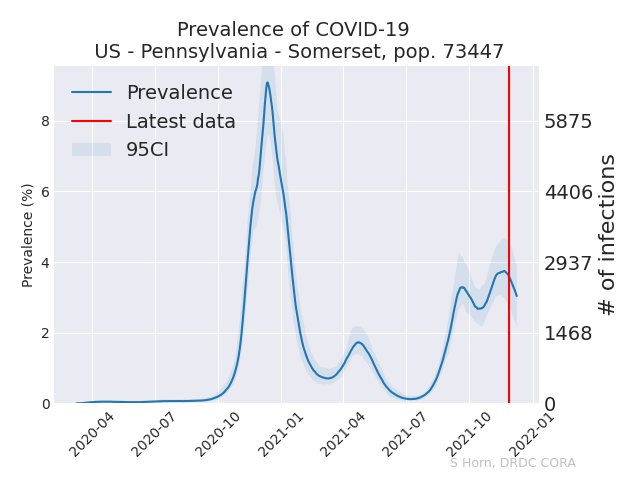 Prevalence of COVID-19
US - Pennsylvania - Somerset, pop. 73447
Prevalence
Latest data
95CI
Prevalence (%)
8
6
4
2
0
5875
4406
2937
1468
0
# of infections
2020-04
2020-07
2020-10
2021-01
2021-04
2021-07
2021-10
2022-01
S Horn, DRDC CORA